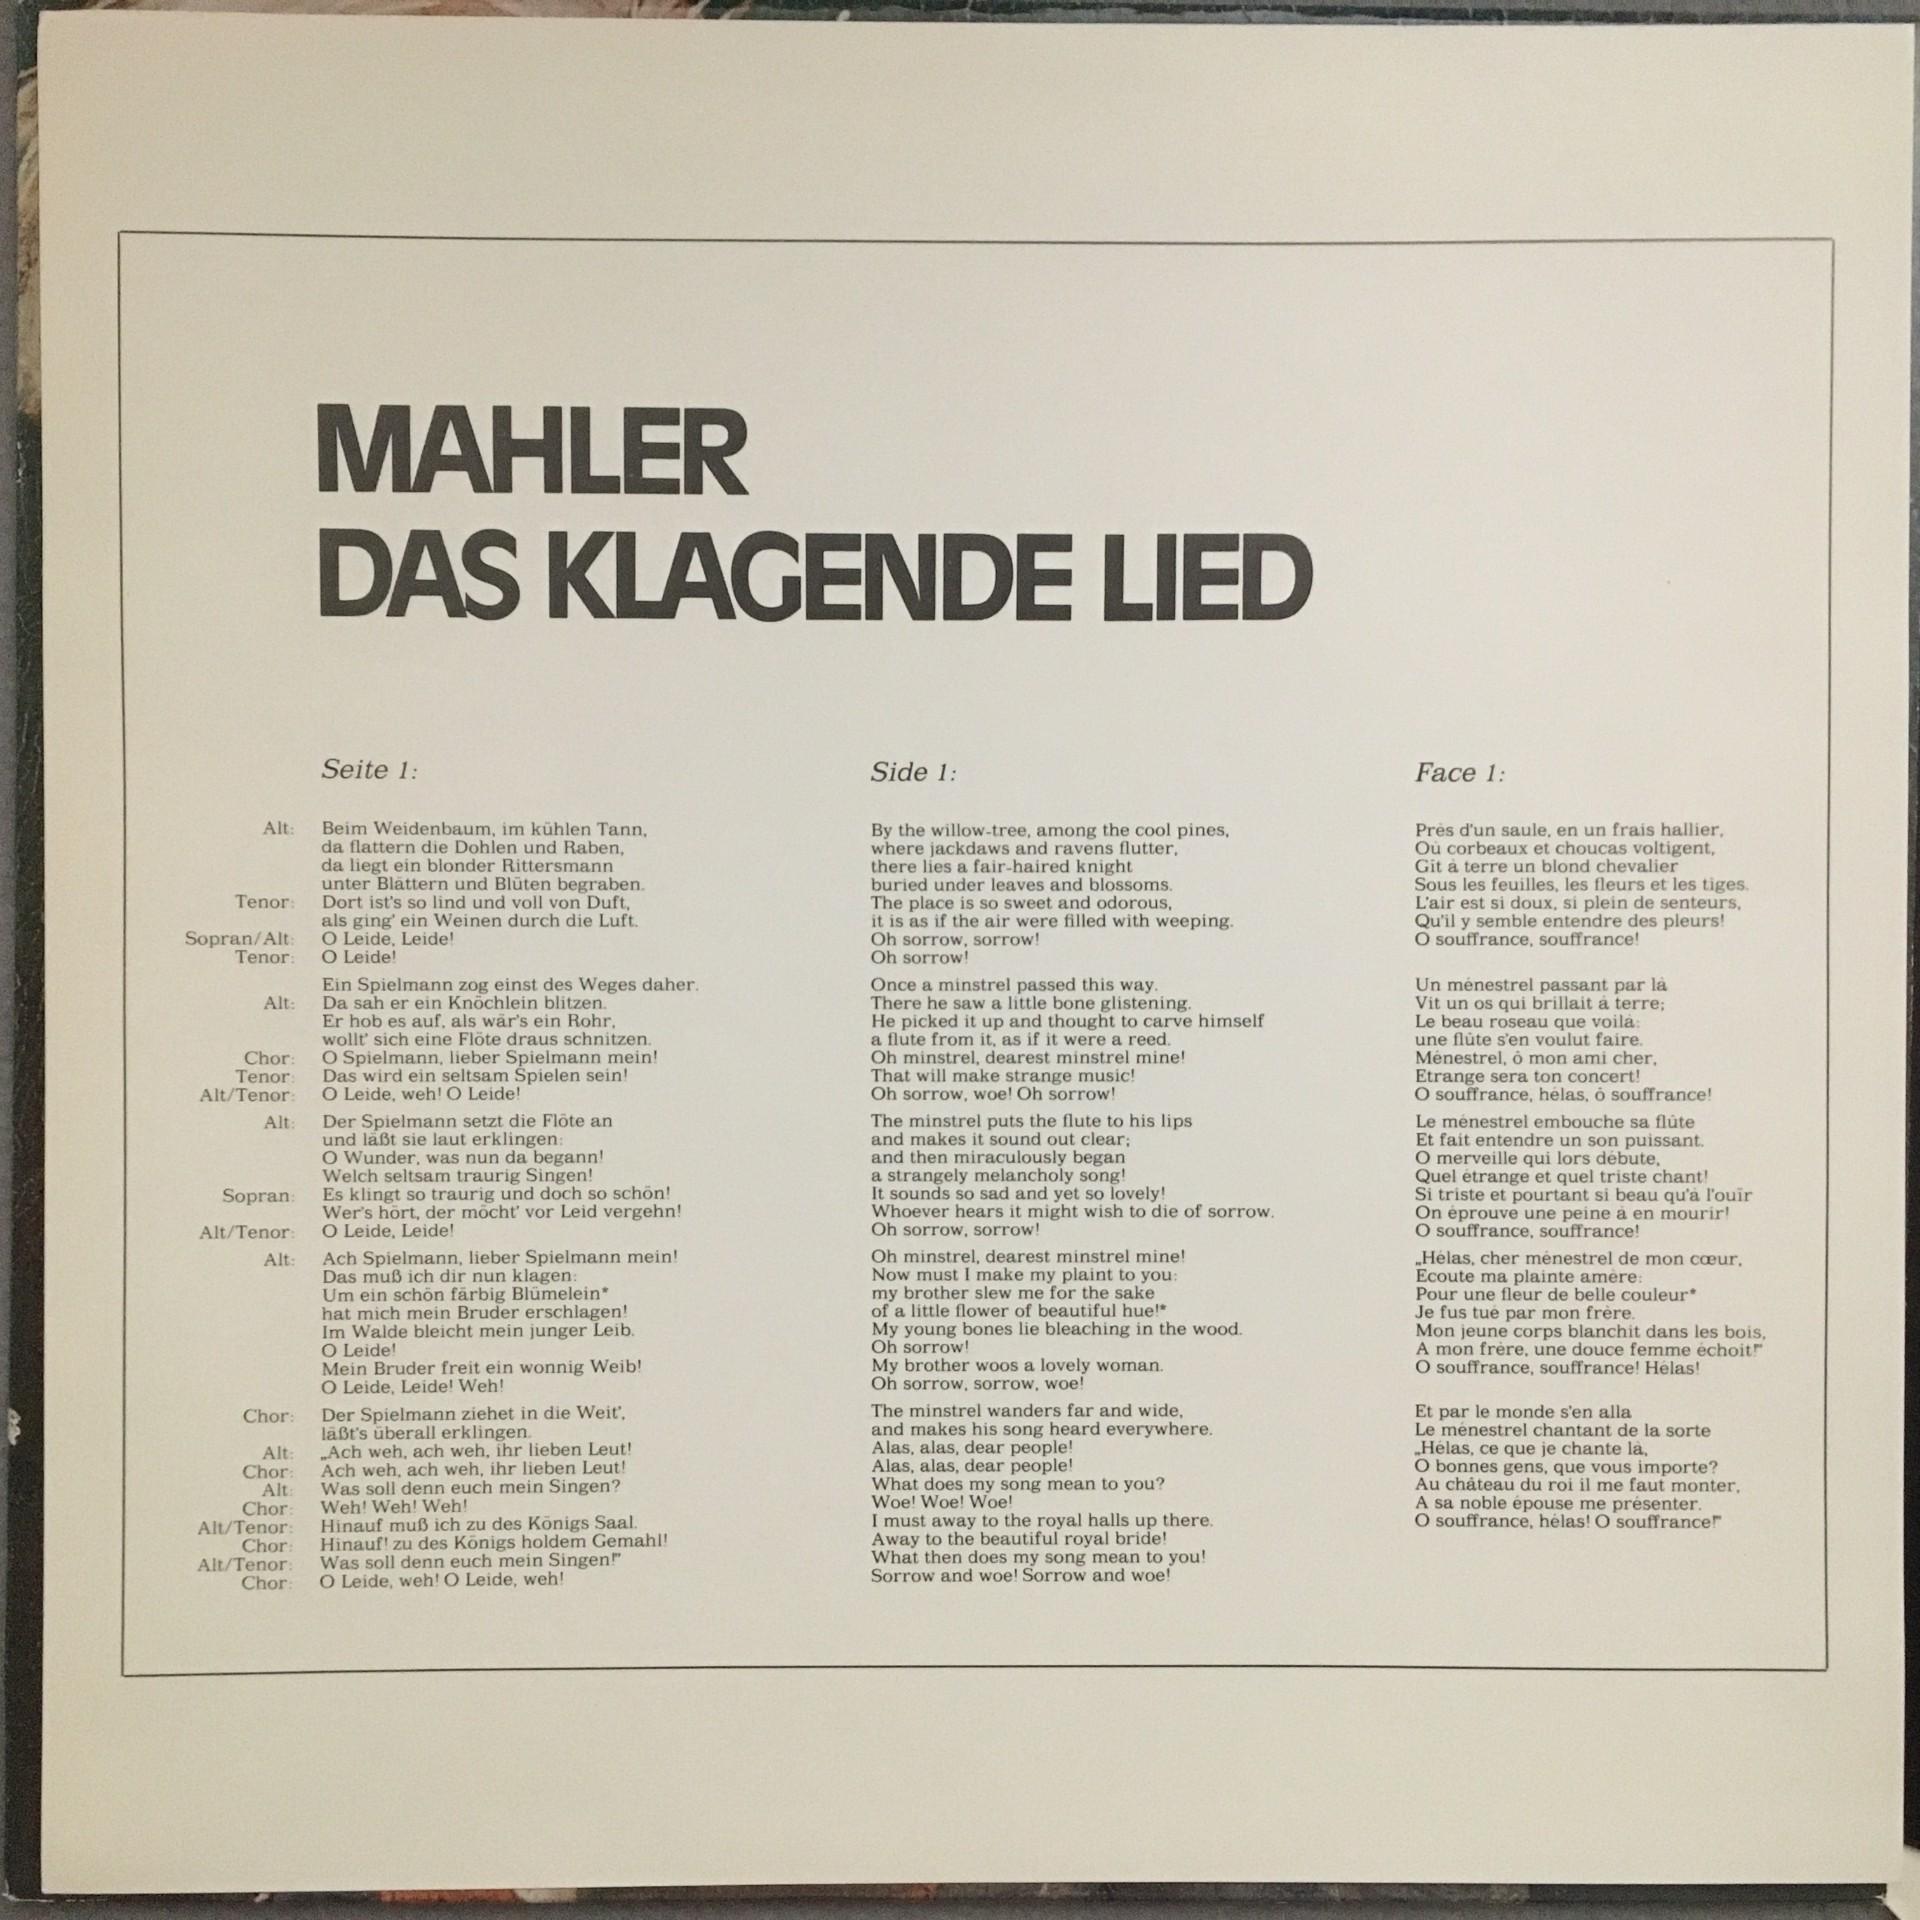 MAHLER
DAS KLAGENDE LIED
Seite 1:
Alt: Beim Weidenbaum, im kühlen Tann,
da flattern die Dohlen und Raben,
da liegt ein blonder Rittersmann
unter Blättern und Blüten begraben.
Tenor: Dort ist's so lind und voll von Duft,
als ging' ein Weinen durch die Luft.
Sopran/Alt: O Leide, Leide!
Tenor: O Leide!
Ein Spielmann zog einst des Weges daher.
Alt: Da sah er ein Knöchlein blitzen.
Er hob es auf, als wär's ein Rohr,
wollt' sich eine Flöte draus schnitzen.
Chor: O Spielmann, lieber Spielmann mein!
Tenor: Das wird ein seltsam Spielen sein!
Alt/Tenor: O Leide, weh! O Leide!
Alt: Der Spielmann setzt die Flöte an
und läßt sie laut erklingen:
O Wunder, was nun da begann!
Welch seltsam traurig Singen!
Sopran: Es klingt so traurig und doch so schön!
Wer's hört, der möcht' vor Leid vergehn!
Alt/Tenor: O Leide, Leide!
Alt: Ach Spielmann, lieber Spielmann mein!
Das muß ich dir nun klagen:
Um ein schön färbig Blümelein*
hat mich mein Bruder erschlagen!
Im Walde bleicht mein junger Leib.
O Leide!
Mein Bruder freit ein wonnig Weib!
O Leide, Leide! Weh!
Chor: Der Spielmann ziehet in die Weit',
läßt's überall erklingen.
Alt: „Ach weh, ach weh, ihr lieben Leut!
Chor: Ach weh, ach weh, ihr lieben Leut!
Alt: Was soll denn euch mein Singen?
Chor: Weh! Weh! Weh!
Alt/Tenor: Hinauf muß ich zu des Königs Saal.
Chor: Hinauf! zu des Königs holdem Gemahl!
Alt/Tenor: Was soll denn euch mein Singen!"
Chor: O Leide, weh! O Leide, weh!
Side 1:
By the willow-tree, among the cool pines,
where jackdaws and ravens flutter,
there lies a fair-haired knight
buried under leaves and blossoms.
The place is so sweet and odorous,
it is as if the air were filled with weeping.
Oh sorrow, sorrow!
Oh sorrow!
Once a minstrel passed this way.
There he saw a little bone glistening.
He picked it up and thought to carve himself
a flute from it, as if it were a reed.
Oh minstrel, dearest minstrel mine!
That will make strange music!
Oh sorrow, woe! Oh sorrow!
The minstrel puts the flute to his lips
and makes it sound out clear;
and then miraculously began
a strangely melancholy song!
It sounds so sad and yet so lovely!
Whoever hears it might wish to die of sorrow.
Oh sorrow, sorrow!
Oh minstrel, dearest minstrel mine!
Now must I make my plaint to you:
my brother slew me for the sake
of a little flower of beautiful hue!*
My young bones lie bleaching in the wood.
Oh sorrow!
My brother woos a lovely woman.
Oh sorrow, sorrow, woe!
The minstrel wanders far and wide,
and makes his song heard everywhere.
Alas, alas, dear people!
Alas, alas, dear people!
What does my song mean to you?
Woe! Woe! Woe!
I must away to the royal halls up there.
Away to the beautiful royal bride!
What then does my song mean to you!
Sorrow and woe! Sorrow and woe!
Face 1:
Près d'un saule, en un frais hallier,
Où corbeaux et choucas voltigent,
Gît à terre un blond chevalier
Sous les feuilles, les fleurs et les tiges.
L'air est si doux, si plein de senteurs,
Qu'il y semble entendre des pleurs!
O souffrance, souffrance!
Un ménestrel passant par là
Vit un os qui brillait à terre;
Le beau roseau que voilà:
une flûte s'en voulut faire.
Ménestrel, ô mon ami cher,
Etrange sera ton concert!
O souffrance, hélas, ô souffrance!
Le ménestrel embouche sa flûte
Et fait entendre un son puissant.
O merveille qui lors débute,
Quel étrange et quel triste chant!
Si triste et pourtant si beau qu'à l'ouïr
On éprouve une peine à en mourir!
O souffrance, souffrance!
„Hélas, cher ménestrel de mon cœur,
Ecoute ma plainte amère:
Pour une fleur de belle couleur*
Je fus tué par mon frère.
Mon jeune corps blanchit dans les bois,
A mon frère, une douce femme échoit!"
O souffrance, souffrance! Hélas!
Et par le monde s'en alla
Le ménestrel chantant de la sorte
„Hélas, ce que je chante là,
O bonnes gens, que vous importe?
Au château du roi il me faut monter,
A sa noble épouse me présenter.
O souffrance, hélas! O souffrance!"